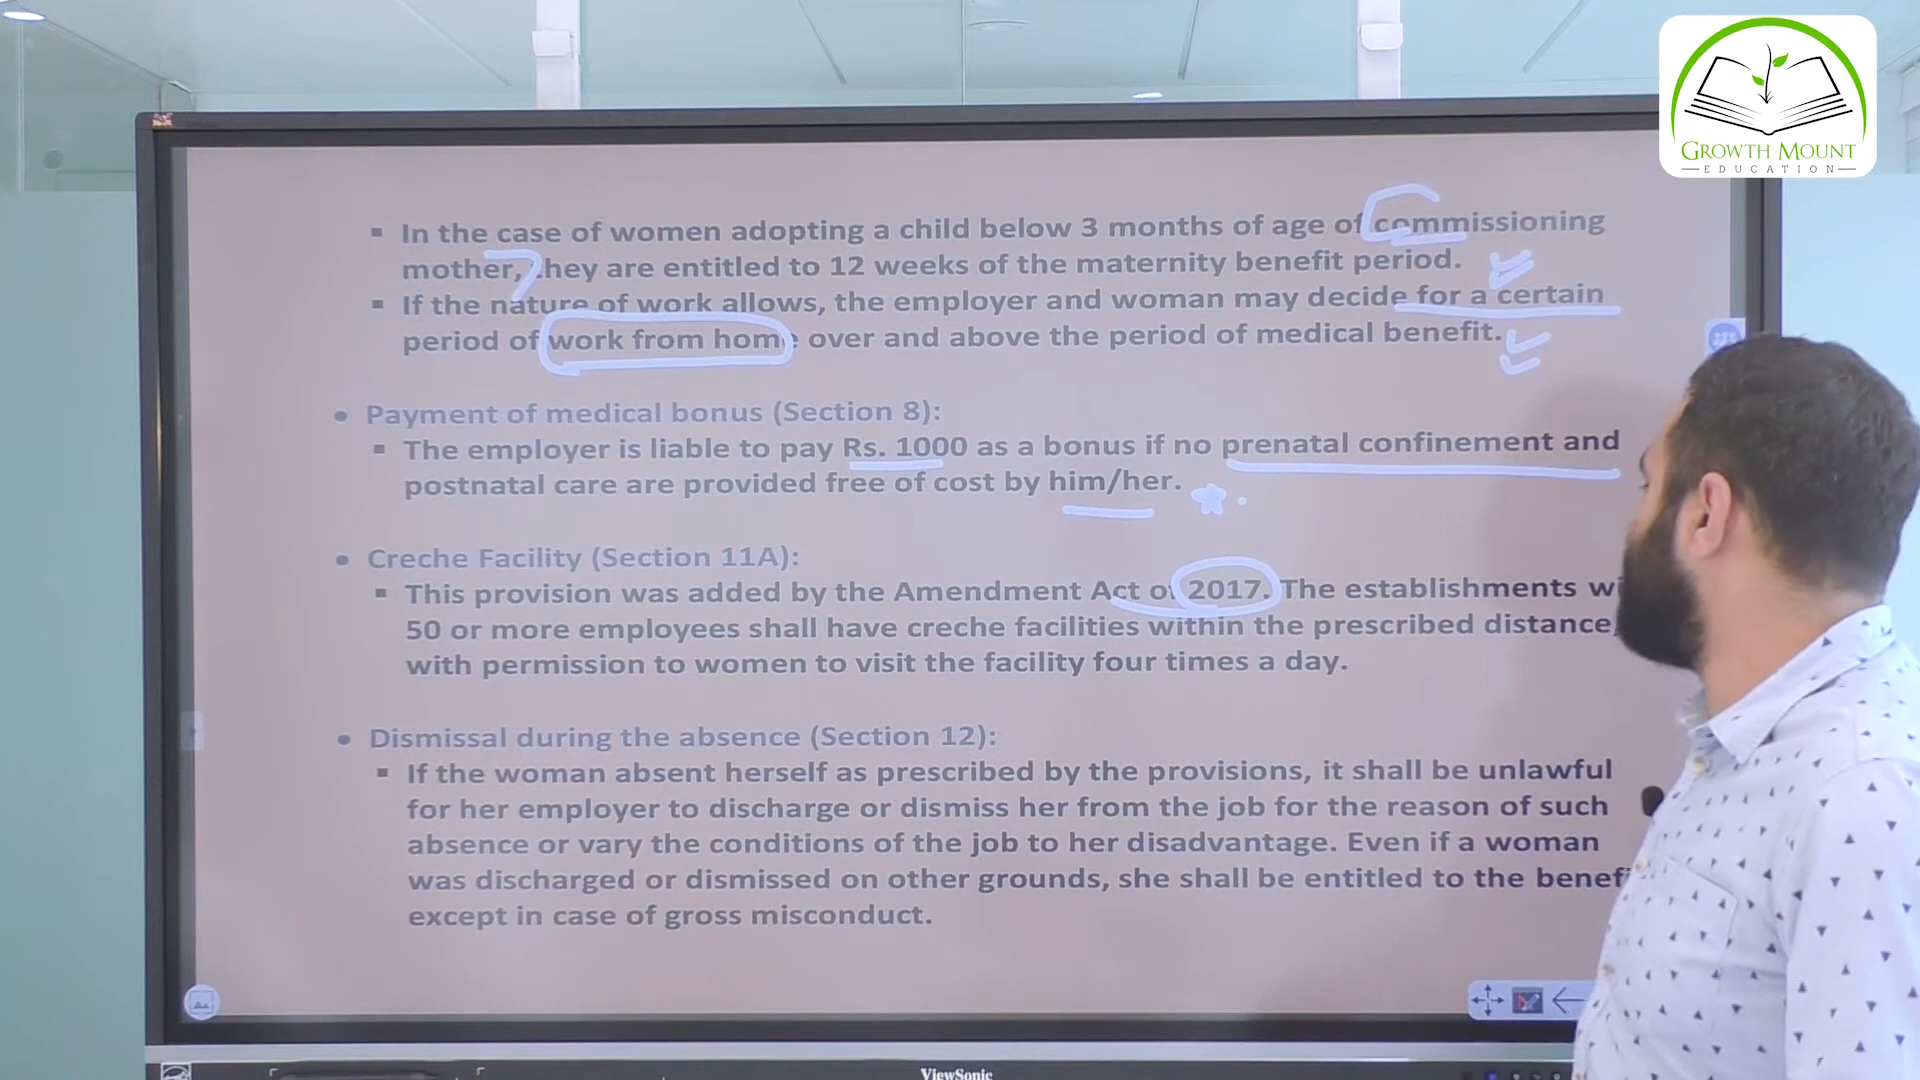 GROWTH MOUNT
EDUCATION
▪ In the case of women adopting a child below 3 months of age of commissioning
mother, they are entitled to 12 weeks of the maternity benefit period.
▪ If the nature of work allows, the employer and woman may decide for a certain
period of work from home over and above the period of medical benefit.
• Payment of medical bonus (Section 8):
▪ The employer is liable to pay Rs. 1000 as a bonus if no prenatal confinement and
postnatal care are provided free of cost by him/her.
• Creche Facility (Section 11A):
▪ This provision was added by the Amendment Act of 2017. The establishments
50 or more employees shall have creche facilities within the prescribed distance,
with permission to women to visit the facility four times a day.
• Dismissal during the absence (Section 12):
▪ If the woman absent herself as prescribed by the provisions, it shall be unlawful
for her employer to discharge or dismiss her from the job for the reason of such
absence or vary the conditions of the job to her disadvantage. Even if a woman
was discharged or dismissed on other grounds, she shall be entitled to the
except in case of gross misconduct.
ViewSonic